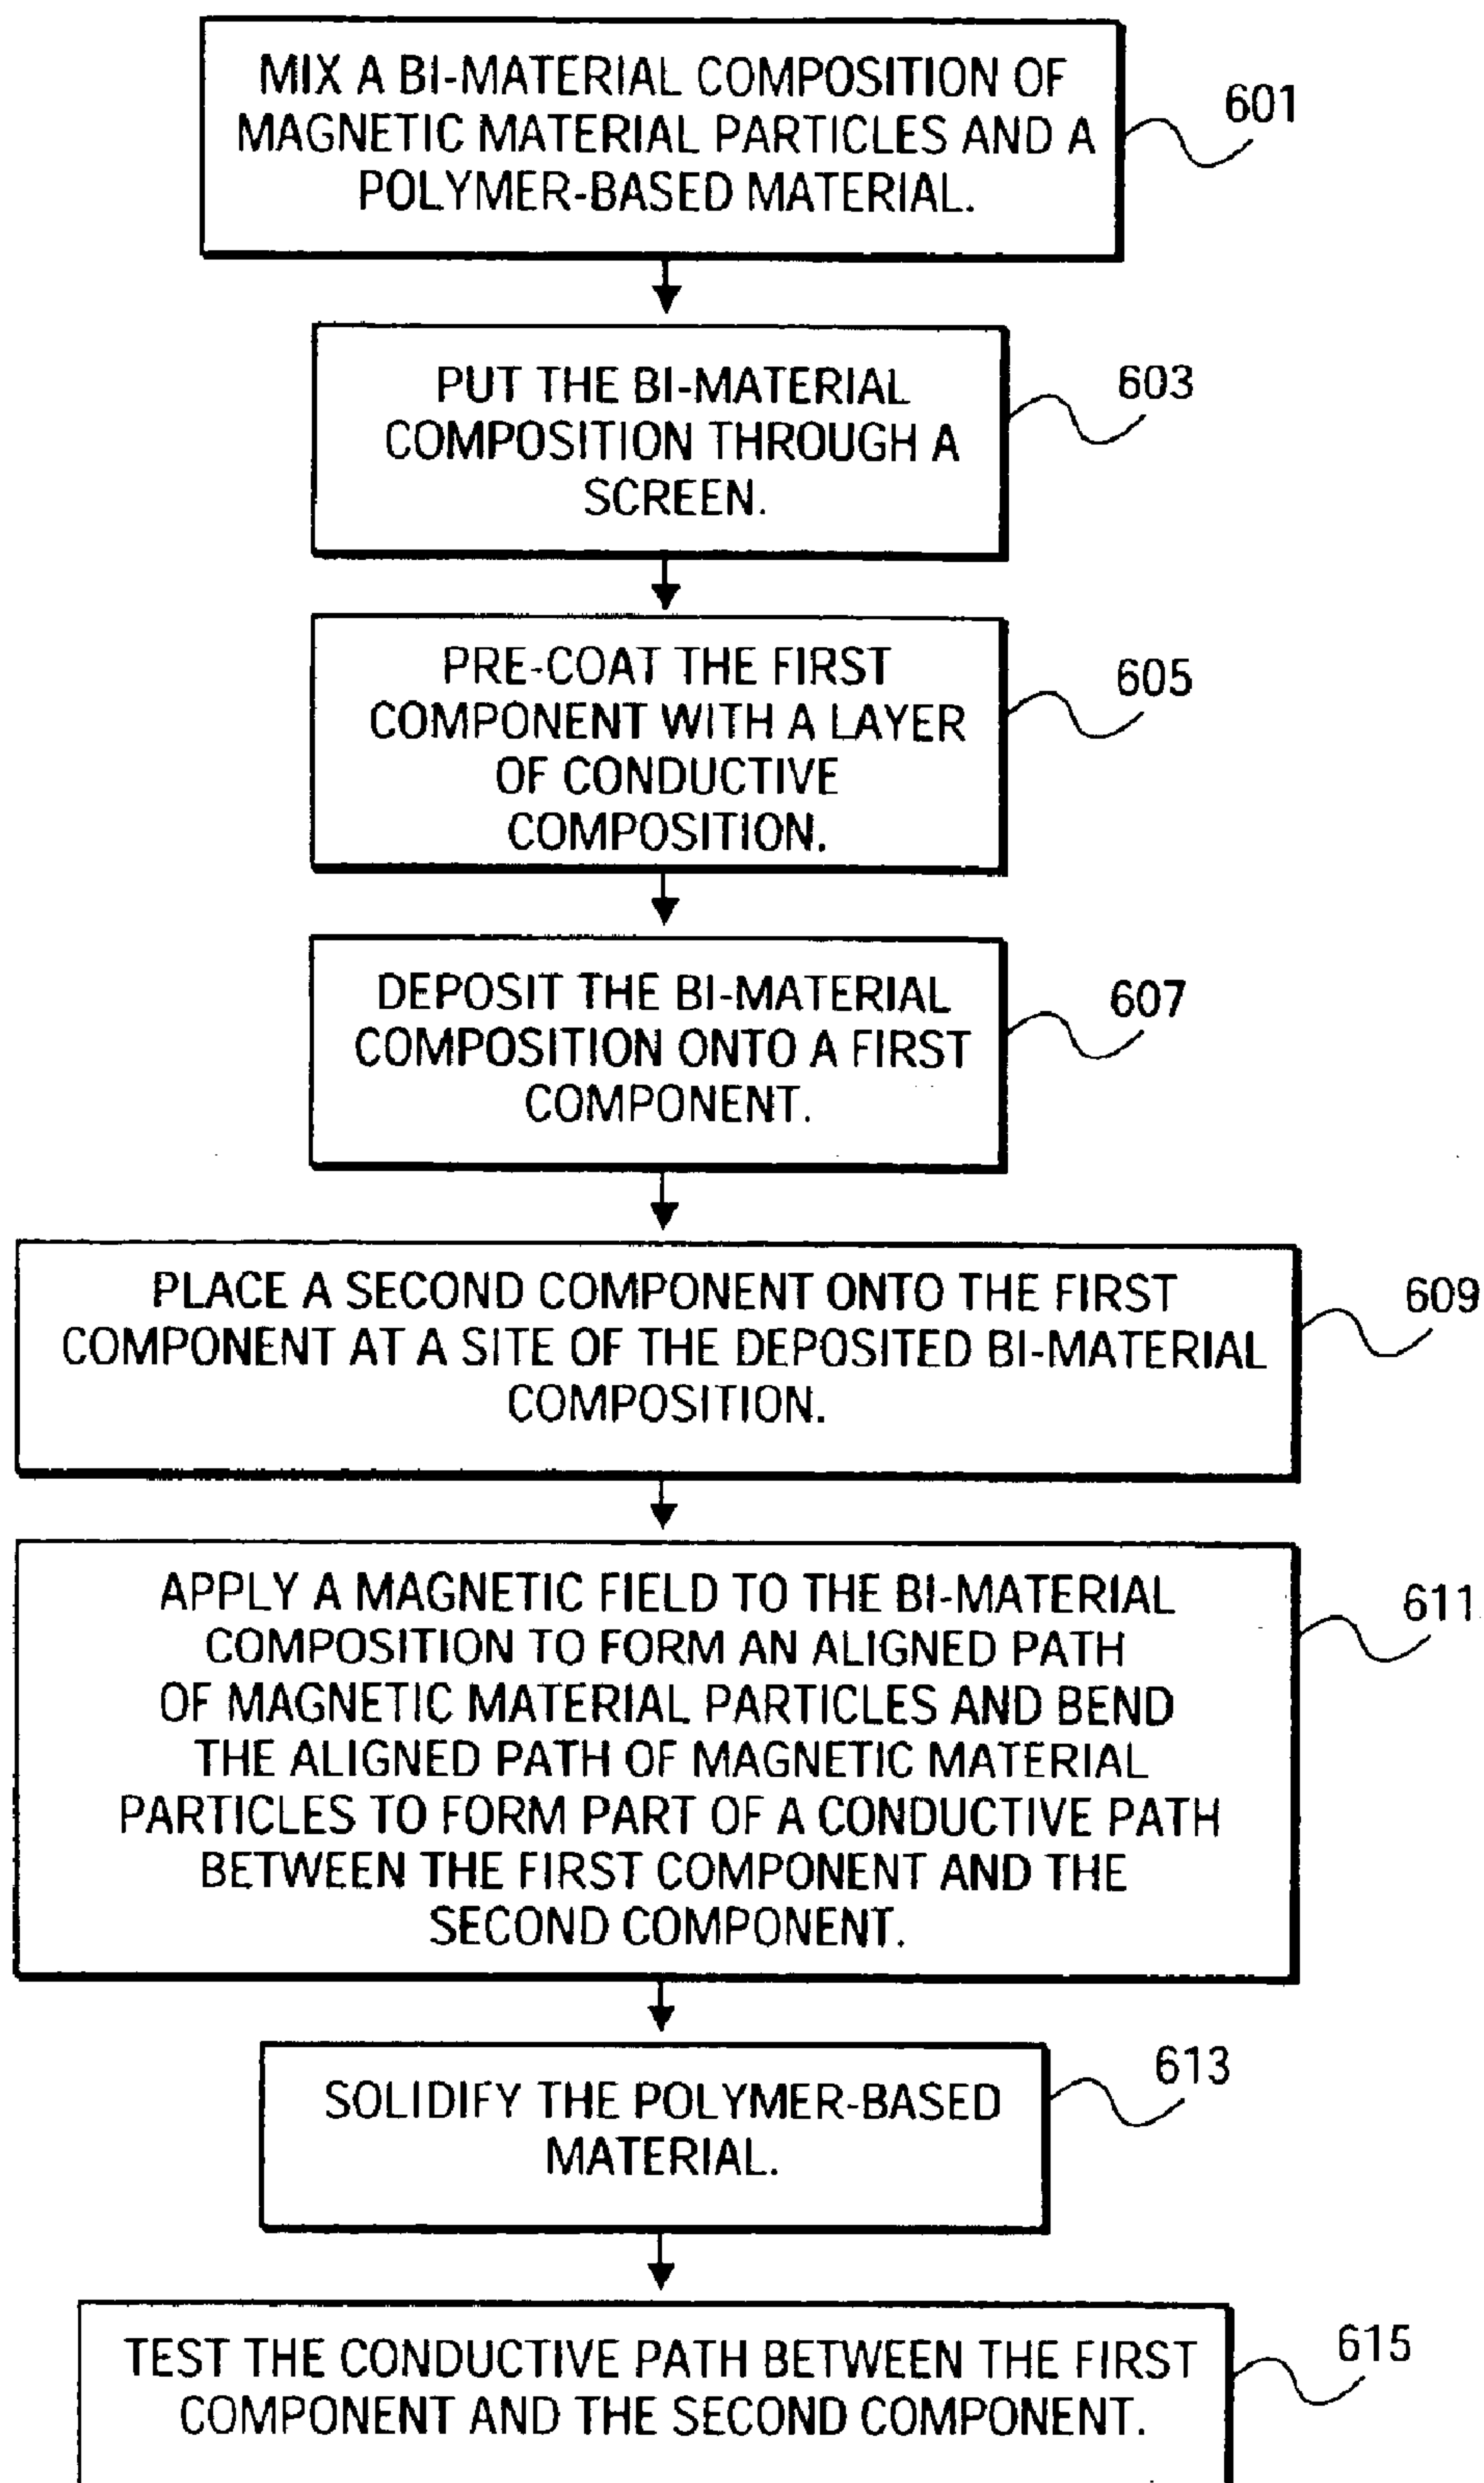 MIX A BI-MATERIAL COMPOSITION OF
MAGNETIC MATERIAL PARTICLES AND A
POLYMER-BASED MATERIAL.
601
PUT THE BI-MATERIAL
COMPOSITION THROUGH A
SCREEN.
603
PRE-COAT THE FIRST
COMPONENT WITH A LAYER
OF CONDUCTIVE
COMPOSITION.
605
DEPOSIT THE BI-MATERIAL
COMPOSITION ONTO A FIRST
COMPONENT.
607
PLACE A SECOND COMPONENT ONTO THE FIRST
COMPONENT AT A SITE OF THE DEPOSITED BI-MATERIAL
COMPOSITION.
609
APPLY A MAGNETIC FIELD TO THE BI-MATERIAL
COMPOSITION TO FORM AN ALIGNED PATH
OF MAGNETIC MATERIAL PARTICLES AND BEND
THE ALIGNED PATH OF MAGNETIC MATERIAL
PARTICLES TO FORM PART OF A CONDUCTIVE PATH
BETWEEN THE FIRST COMPONENT AND THE
SECOND COMPONENT.
611
SOLIDIFY THE POLYMER-BASED
MATERIAL.
613
TEST THE CONDUCTIVE PATH BETWEEN THE FIRST
COMPONENT AND THE SECOND COMPONENT.
615